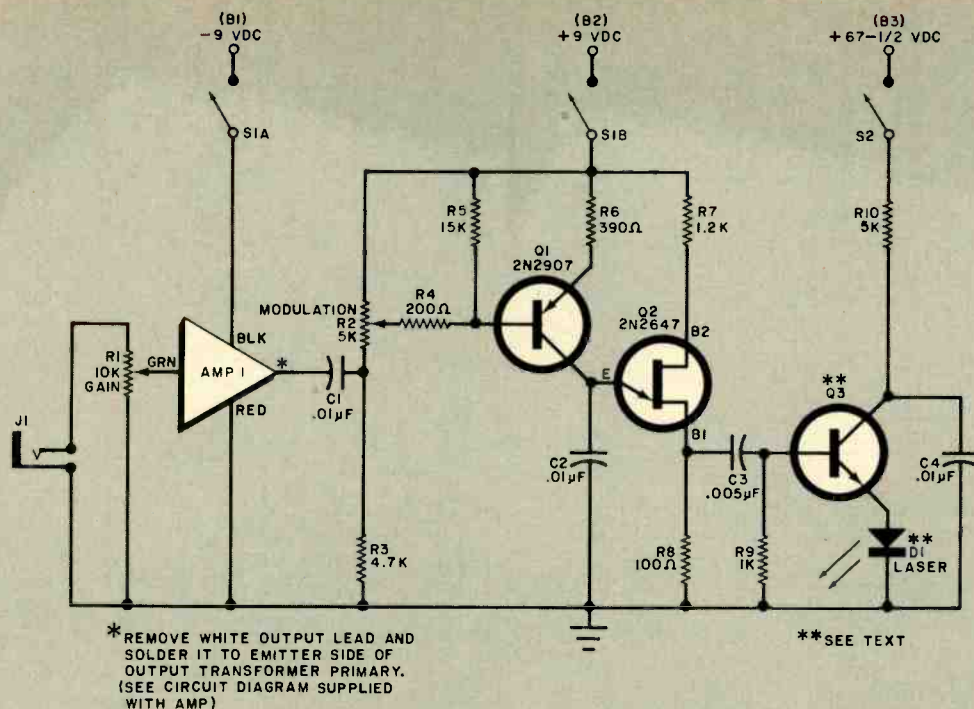 (B1)
−9 VDC
(B2)
+9 VDC
(B3)
+67-1/2 VDC
S1A
S1B
S2
R5
15K
R6
390Ω
R7
1.2K
R10
5K
Q1
2N2907
MODULATION
R2
5K
R4
200Ω
Q2
2N2647
B2
R1
10K
GAIN
GRN
BLK
AMP 1
*
RED
C1
.01µF
E
B1
**
Q3
J1
C2
.01µF
C3
.005µF
C4
.01µF
R3
4.7K
R8
100Ω
R9
1K
**
D1
LASER
*REMOVE WHITE OUTPUT LEAD AND
SOLDER IT TO EMITTER SIDE OF
OUTPUT TRANSFORMER PRIMARY.
(SEE CIRCUIT DIAGRAM SUPPLIED
WITH AMP)
**SEE TEXT